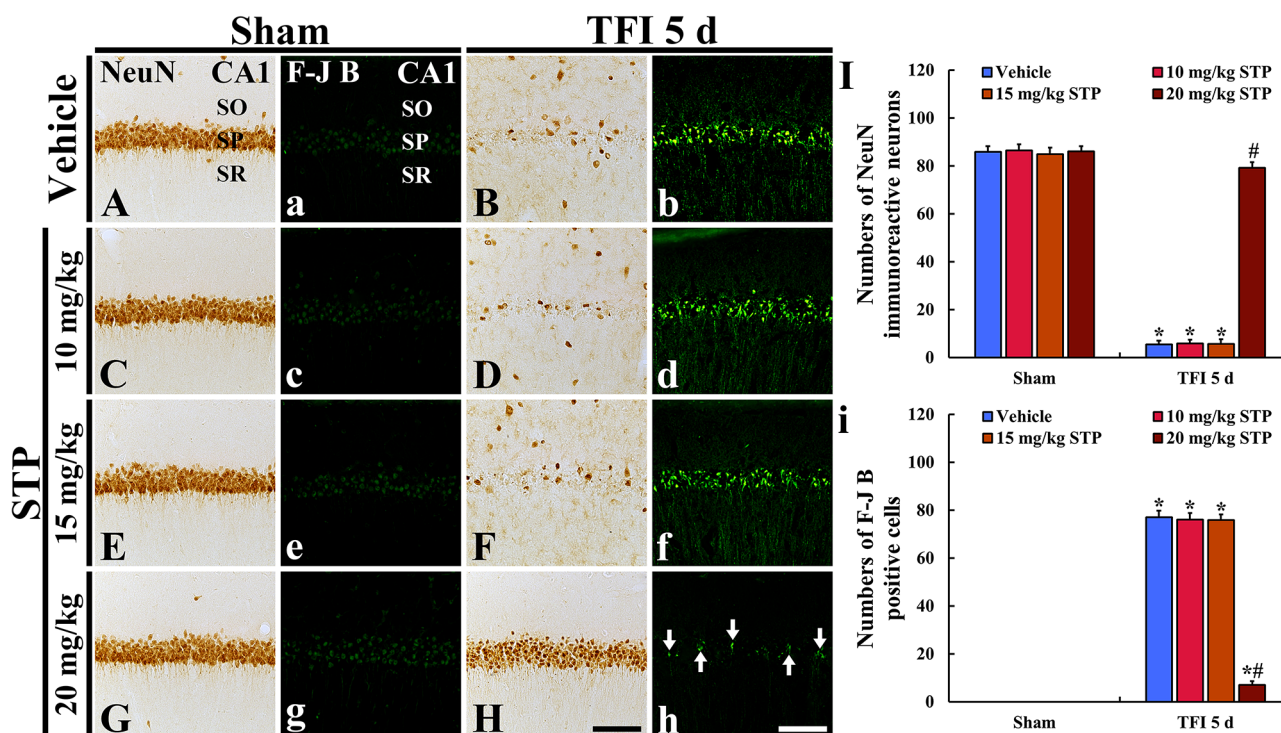 Sham
TFI 5 d
Vehicle
NeuN CA1
SO
SP
SR
A
F-J B CA1
SO
SP
SR
a
B
b
STP
10 mg/kg
C
c
D
d
15 mg/kg
E
e
F
f
20 mg/kg
G
g
H
h
I
Vehicle
10 mg/kg STP
15 mg/kg STP
20 mg/kg STP
Numbers of NeuN
immunoreactive neurons
120
100
80
60
40
20
0
* * * #
Sham
TFI 5 d
i
Vehicle
10 mg/kg STP
15 mg/kg STP
20 mg/kg STP
Numbers of F-J B
positive cells
120
100
80
60
40
20
0
* * * *#
Sham
TFI 5 d